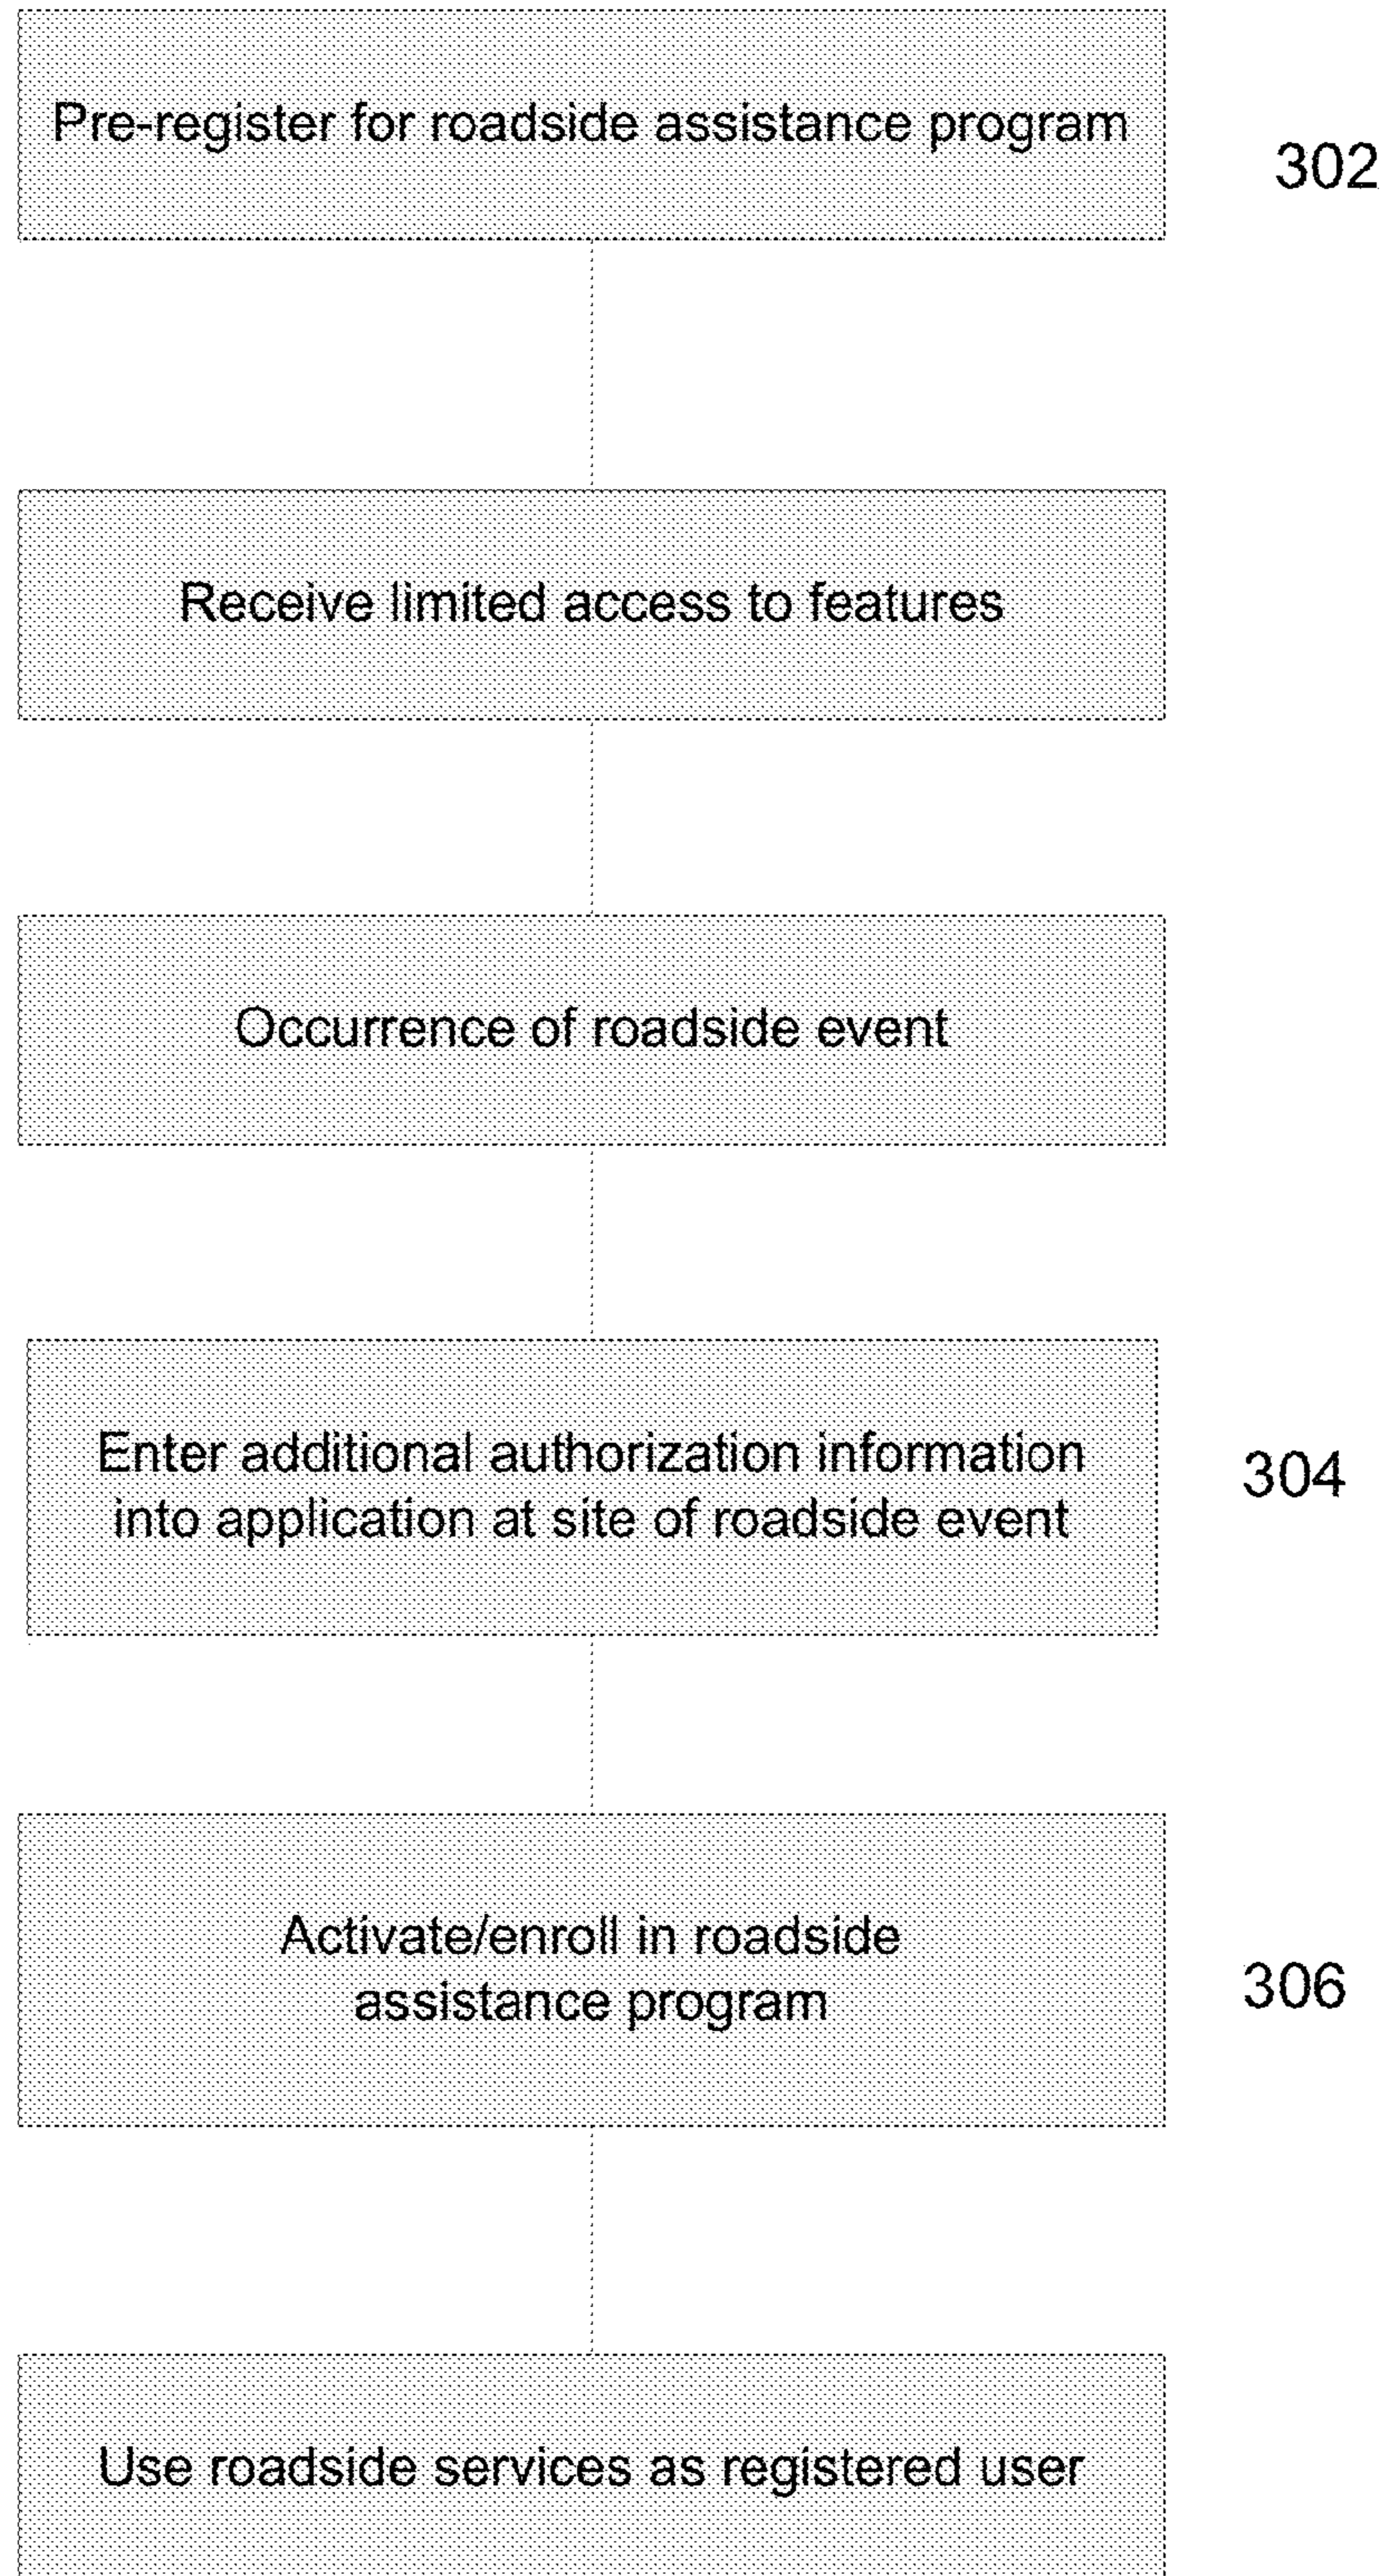 Pre-register for roadside assistance program
302
Receive limited access to features
Occurrence of roadside event
Enter additional authorization information
into application at site of roadside event
304
Activate/enroll in roadside
assistance program
306
Use roadside services as registered user